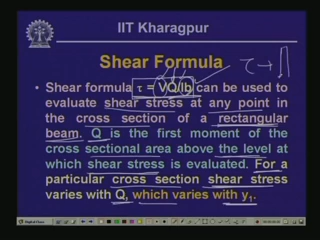 IIT Kharagpur
Shear Formula
• Shear formula τ = VQ/Ib can be used to
evaluate shear stress at any point in
the cross section of a rectangular
beam. Q is the first moment of the
cross sectional area above the level at
which shear stress is evaluated. For a
particular cross section shear stress
varies with Q, which varies with y₁.
τ →